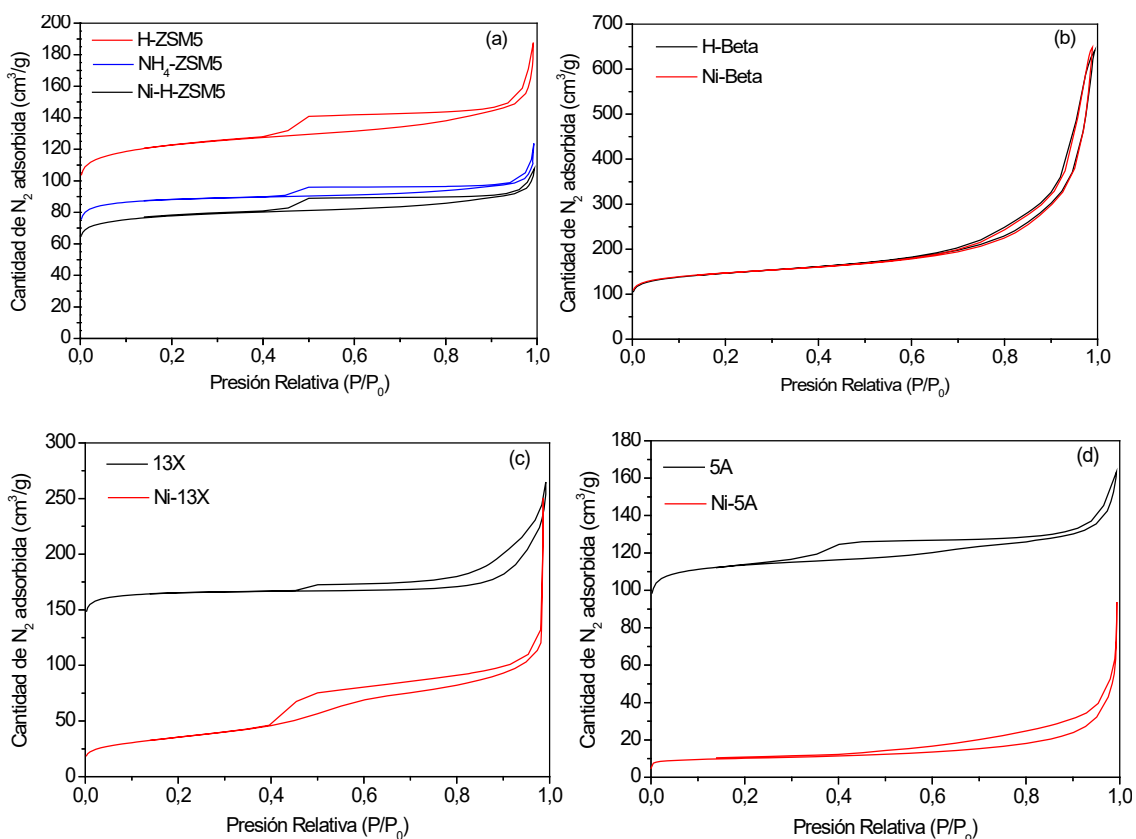 (a)
H-ZSM5
NH₄-ZSM5
Ni-H-ZSM5
Cantidad de N₂ adsorbida (cm³/g)
200
180
160
140
120
100
80
60
40
20
0
0,0 0,2 0,4 0,6 0,8 1,0
Presión Relativa (P/P₀)
(b)
H-Beta
Ni-Beta
Cantidad de N₂ adsorbida (cm³/g)
700
600
500
400
300
200
100
0
0,0 0,2 0,4 0,6 0,8 1,0
Presión Relativa (P/P₀)
(c)
13X
Ni-13X
Cantidad de N₂ adsorbida (cm³/g)
300
250
200
150
100
50
0
0,0 0,2 0,4 0,6 0,8 1,0
Presión Relativa (P/P₀)
(d)
5A
Ni-5A
Cantidad de N₂ adsorbida (cm³/g)
180
160
140
120
100
80
60
40
20
0
0,0 0,2 0,4 0,6 0,8 1,0
Presión Relativa (P/P₀)